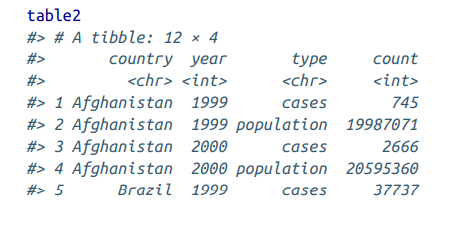 table2
#> # A tibble: 12 × 4
#> country year type count
#> <chr> <int> <chr> <int>
#> 1 Afghanistan 1999 cases 745
#> 2 Afghanistan 1999 population 19987071
#> 3 Afghanistan 2000 cases 2666
#> 4 Afghanistan 2000 population 20595360
#> 5 Brazil 1999 cases 37737